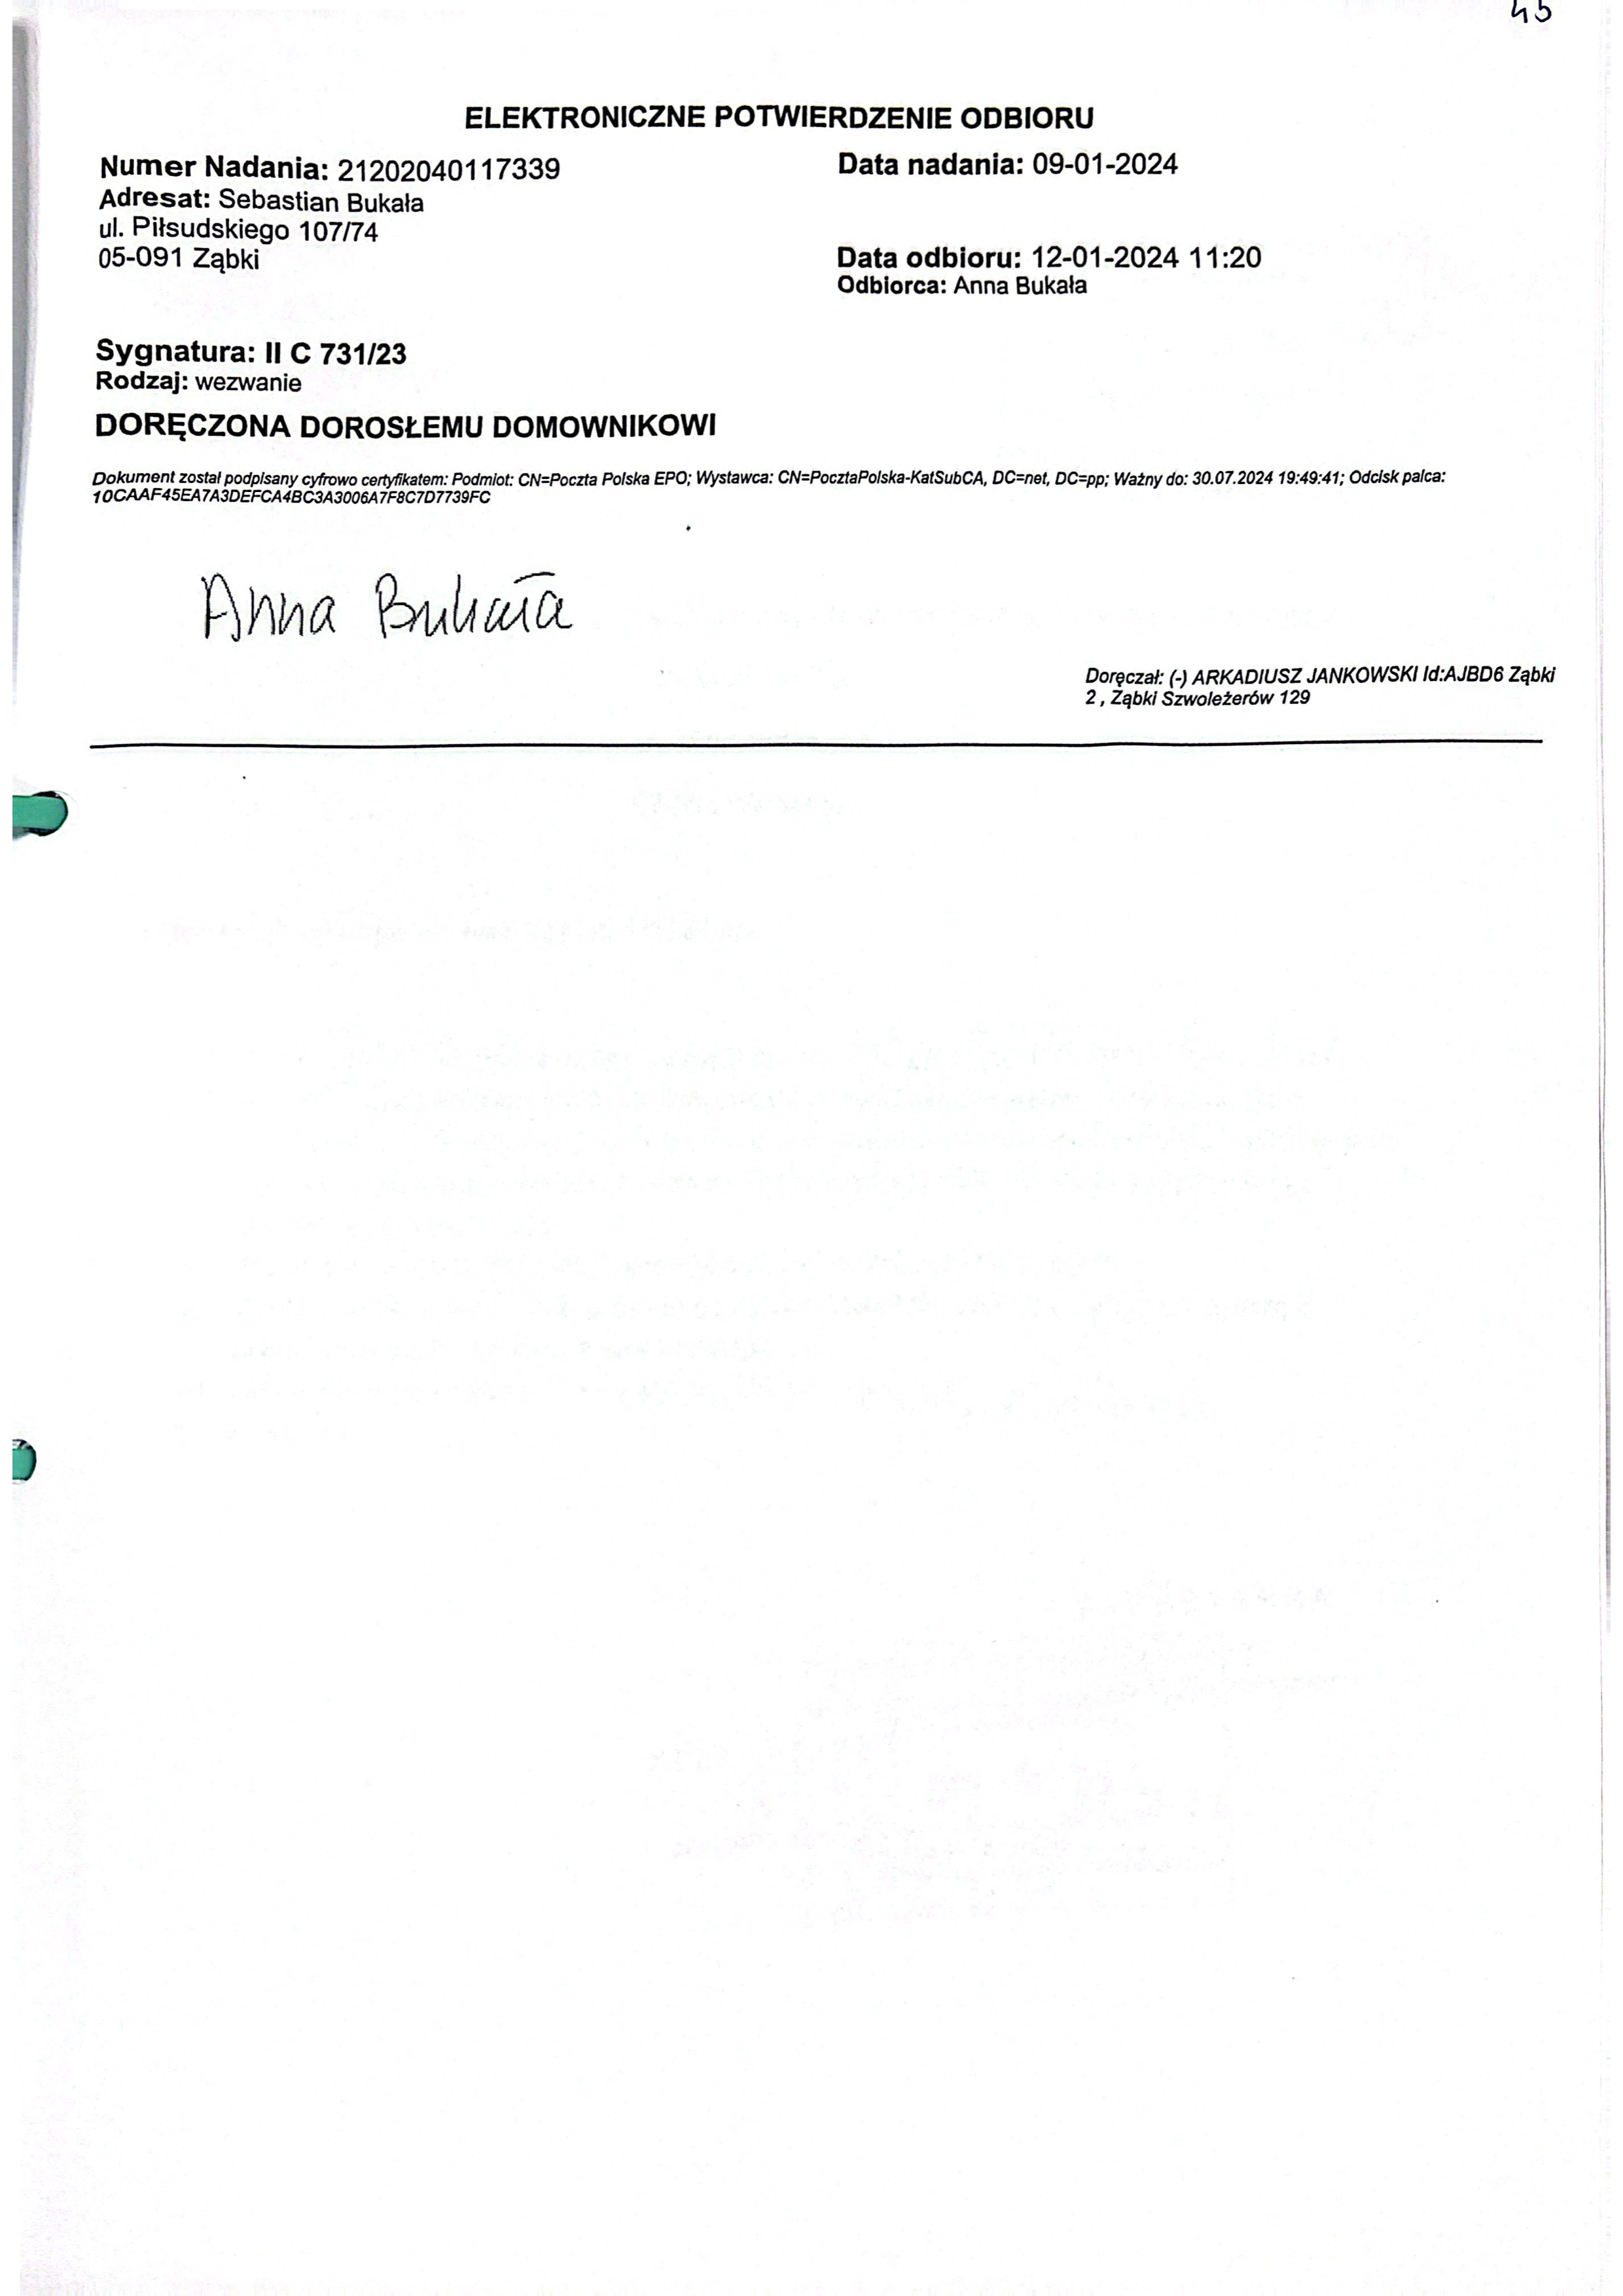 45
ELEKTRONICZNE POTWIERDZENIE ODBIORU
Numer Nadania: 21202040117339
Adresat: Sebastian Bukała
ul. Piłsudskiego 107/74
05-091 Ząbki
Data nadania: 09-01-2024
Data odbioru: 12-01-2024 11:20
Odbiorca: Anna Bukała
Sygnatura: II C 731/23
Rodzaj: wezwanie
DORĘCZONA DOROSŁEMU DOMOWNIKOWI
Dokument został podpisany cyfrowo certyfikatem: Podmiot: CN=Poczta Polska EPO; Wystawca: CN=PocztaPolska-KatSubCA, DC=net, DC=pp; Ważny do: 30.07.2024 19:49:41; Odcisk palca:
10CAAF45EA7A3DEFCA4BC3A3006A7F8C7D7739FC
Anna Bukała
Doręczał: (-) ARKADIUSZ JANKOWSKI Id:AJBD6 Ząbki
2 , Ząbki Szwoleżerów 129